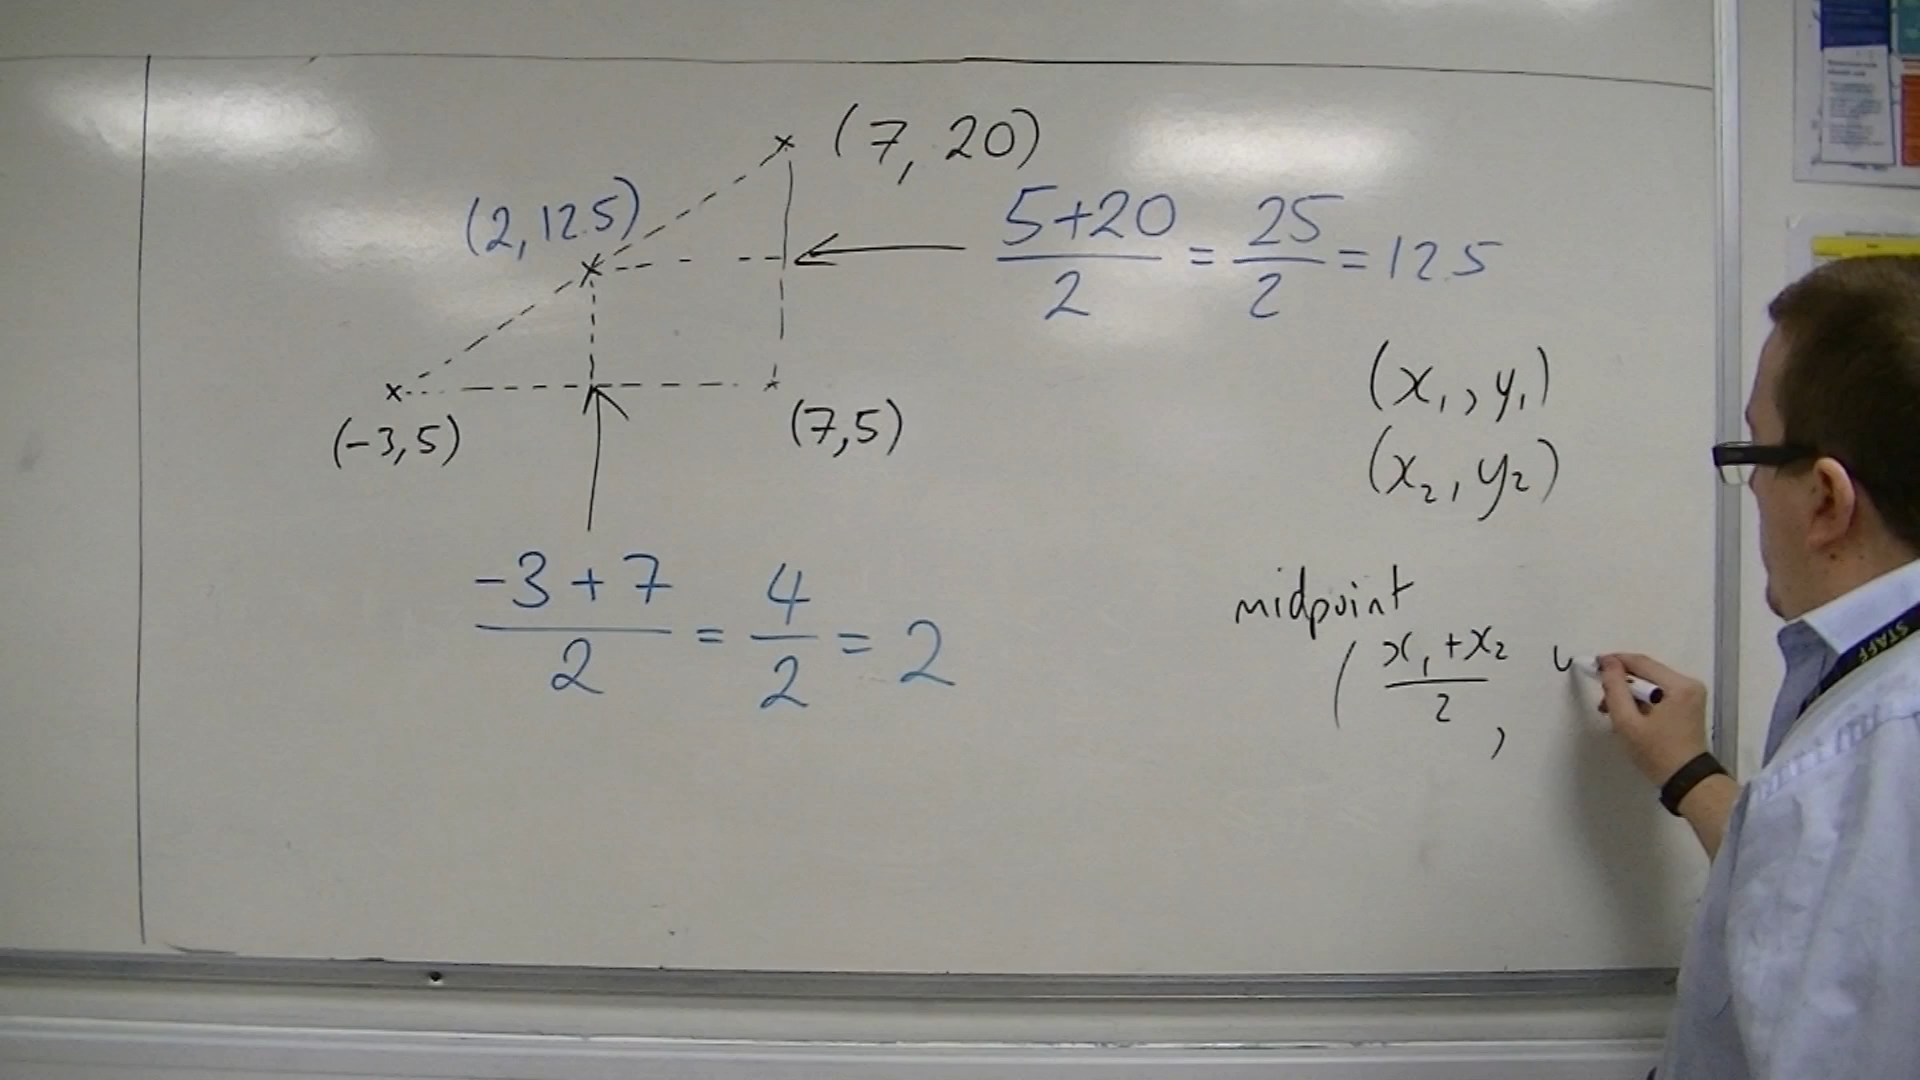 (7, 20)
(2, 12.5)
5+20/2 = 25/2 = 12.5
(-3,5)
(7,5)
(x₁, y₁)
(x₂, y₂)
-3+7/2 = 4/2 = 2
midpoint
( x₁+x₂/2 ,
STAFF